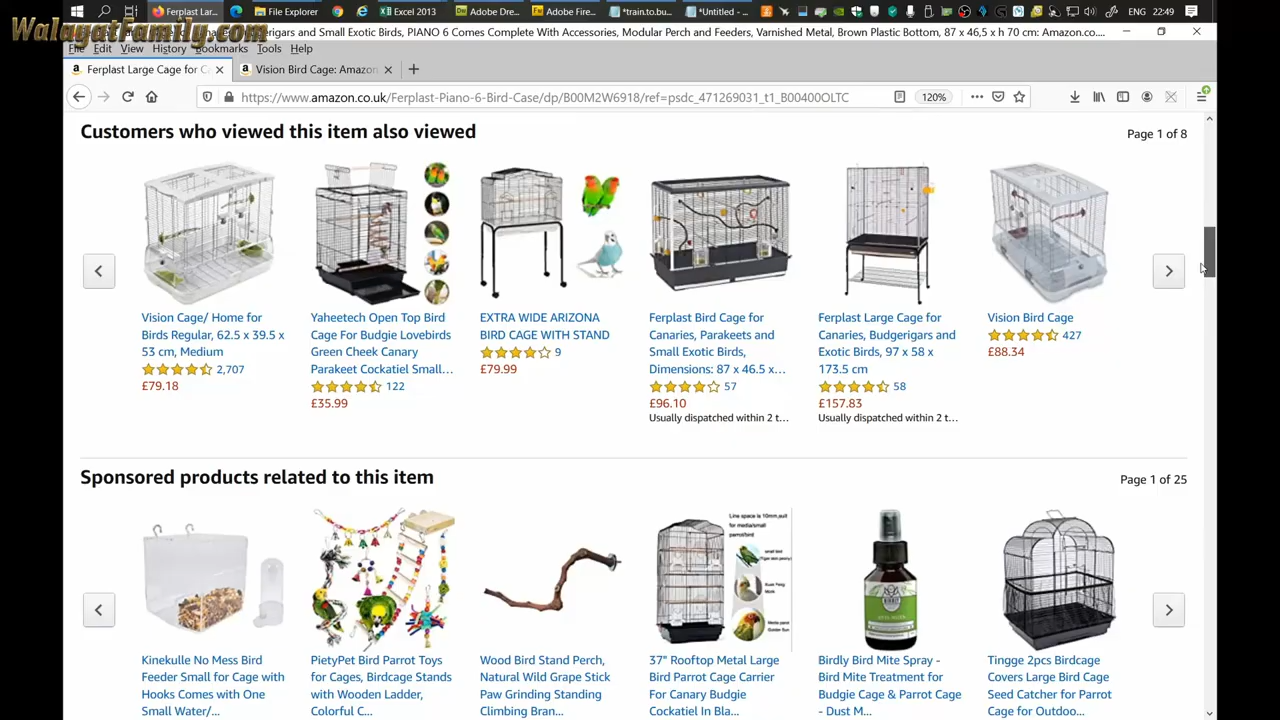 WalaqatFamily.com
File Explorer
Excel 2013
Adobe Dre...
Adobe Fire...
*train.to.bu...
*Untitled - ...
ENG 22:49
and Small Exotic Birds, PIANO 6 Comes Complete With Accessories, Modular Perch and Feeders, Varnished Metal, Brown Plastic Bottom, 87 x 46,5 x h 70 cm: Amazon.co....
File Edit View History Bookmarks Tools Help
Ferplast Large Cage for C
Vision Bird Cage: Amazon
https://www.amazon.co.uk/Ferplast-Piano-6-Bird-Case/dp/B00M2W6918/ref=psdc_471269031_t1_B00400OLTC
120%
Customers who viewed this item also viewed
Page 1 of 8
Vision Cage/ Home for
Birds Regular, 62.5 x 39.5 x
53 cm, Medium
2,707
£79.18
Yaheetech Open Top Bird
Cage For Budgie Lovebirds
Green Cheek Canary
Parakeet Cockatiel Small...
122
£35.99
EXTRA WIDE ARIZONA
BIRD CAGE WITH STAND
9
£79.99
Ferplast Bird Cage for
Canaries, Parakeets and
Small Exotic Birds,
Dimensions: 87 x 46.5 x...
57
£96.10
Usually dispatched within 2 t...
Ferplast Large Cage for
Canaries, Budgerigars and
Exotic Birds, 97 x 58 x
173.5 cm
58
£157.83
Usually dispatched within 2 t...
Vision Bird Cage
427
£88.34
Sponsored products related to this item
Page 1 of 25
Line space is 10mm,suit
for media/small
parrot/bird
Kinekulle No Mess Bird
Feeder Small for Cage with
Hooks Comes with One
Small Water/...
PietyPet Bird Parrot Toys
for Cages, Birdcage Stands
with Wooden Ladder,
Colorful C...
Wood Bird Stand Perch,
Natural Wild Grape Stick
Paw Grinding Standing
Climbing Bran...
37" Rooftop Metal Large
Bird Parrot Cage Carrier
For Canary Budgie
Cockatiel In Bla...
Birdly Bird Mite Spray -
Bird Mite Treatment for
Budgie Cage & Parrot Cage
- Dust M...
Tingge 2pcs Birdcage
Covers Large Bird Cage
Seed Catcher for Parrot
Cage for Outdoo...